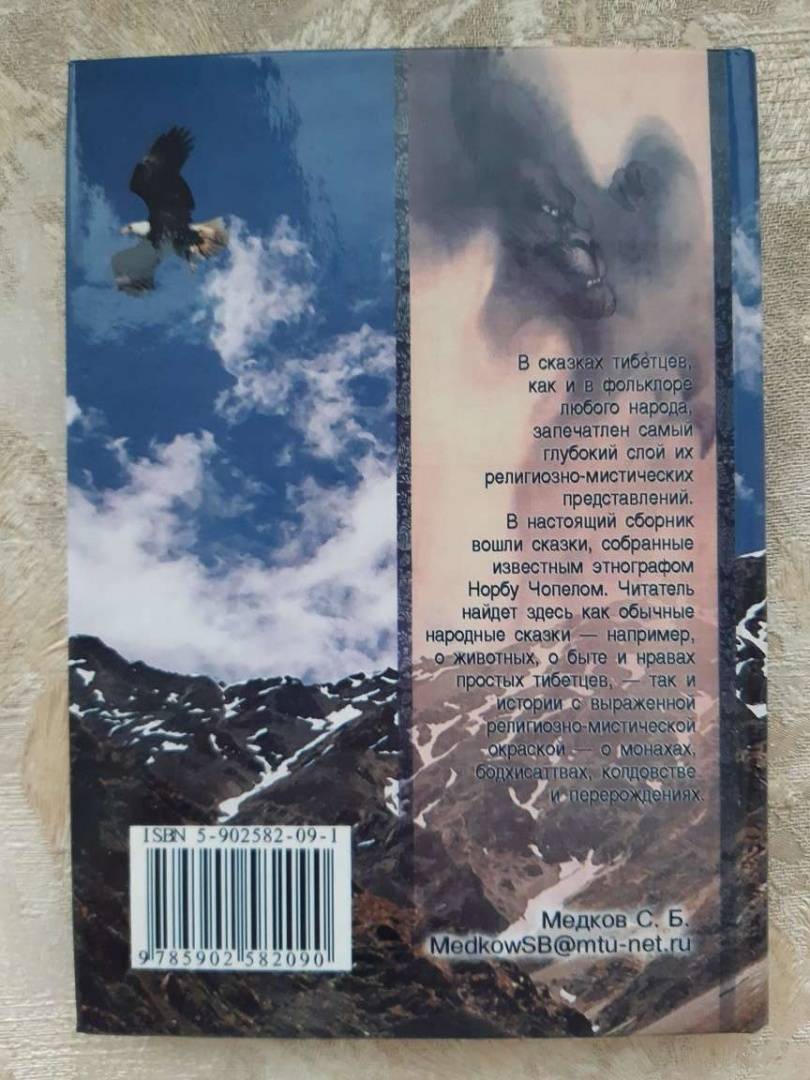 В сказках тибетцев,
как и в фольклоре
любого народа,
запечатлен самый
глубокий слой их
религиозно-мистических
представлений.
В настоящий сборник
вошли сказки, собранные
известным этнографом
Норбу Чопелом. Читатель
найдет здесь как обычные
народные сказки — например,
о животных, о быте и нравах
простых тибетцев, — так и
истории с выраженной
религиозно-мистической
окраской — о монахах,
бодхисаттвах, колдовстве
и перерождениях.
ISBN 5-902582-09-1
9 785902 582090
Медков С. Б.
MedkowSB@mtu-net.ru